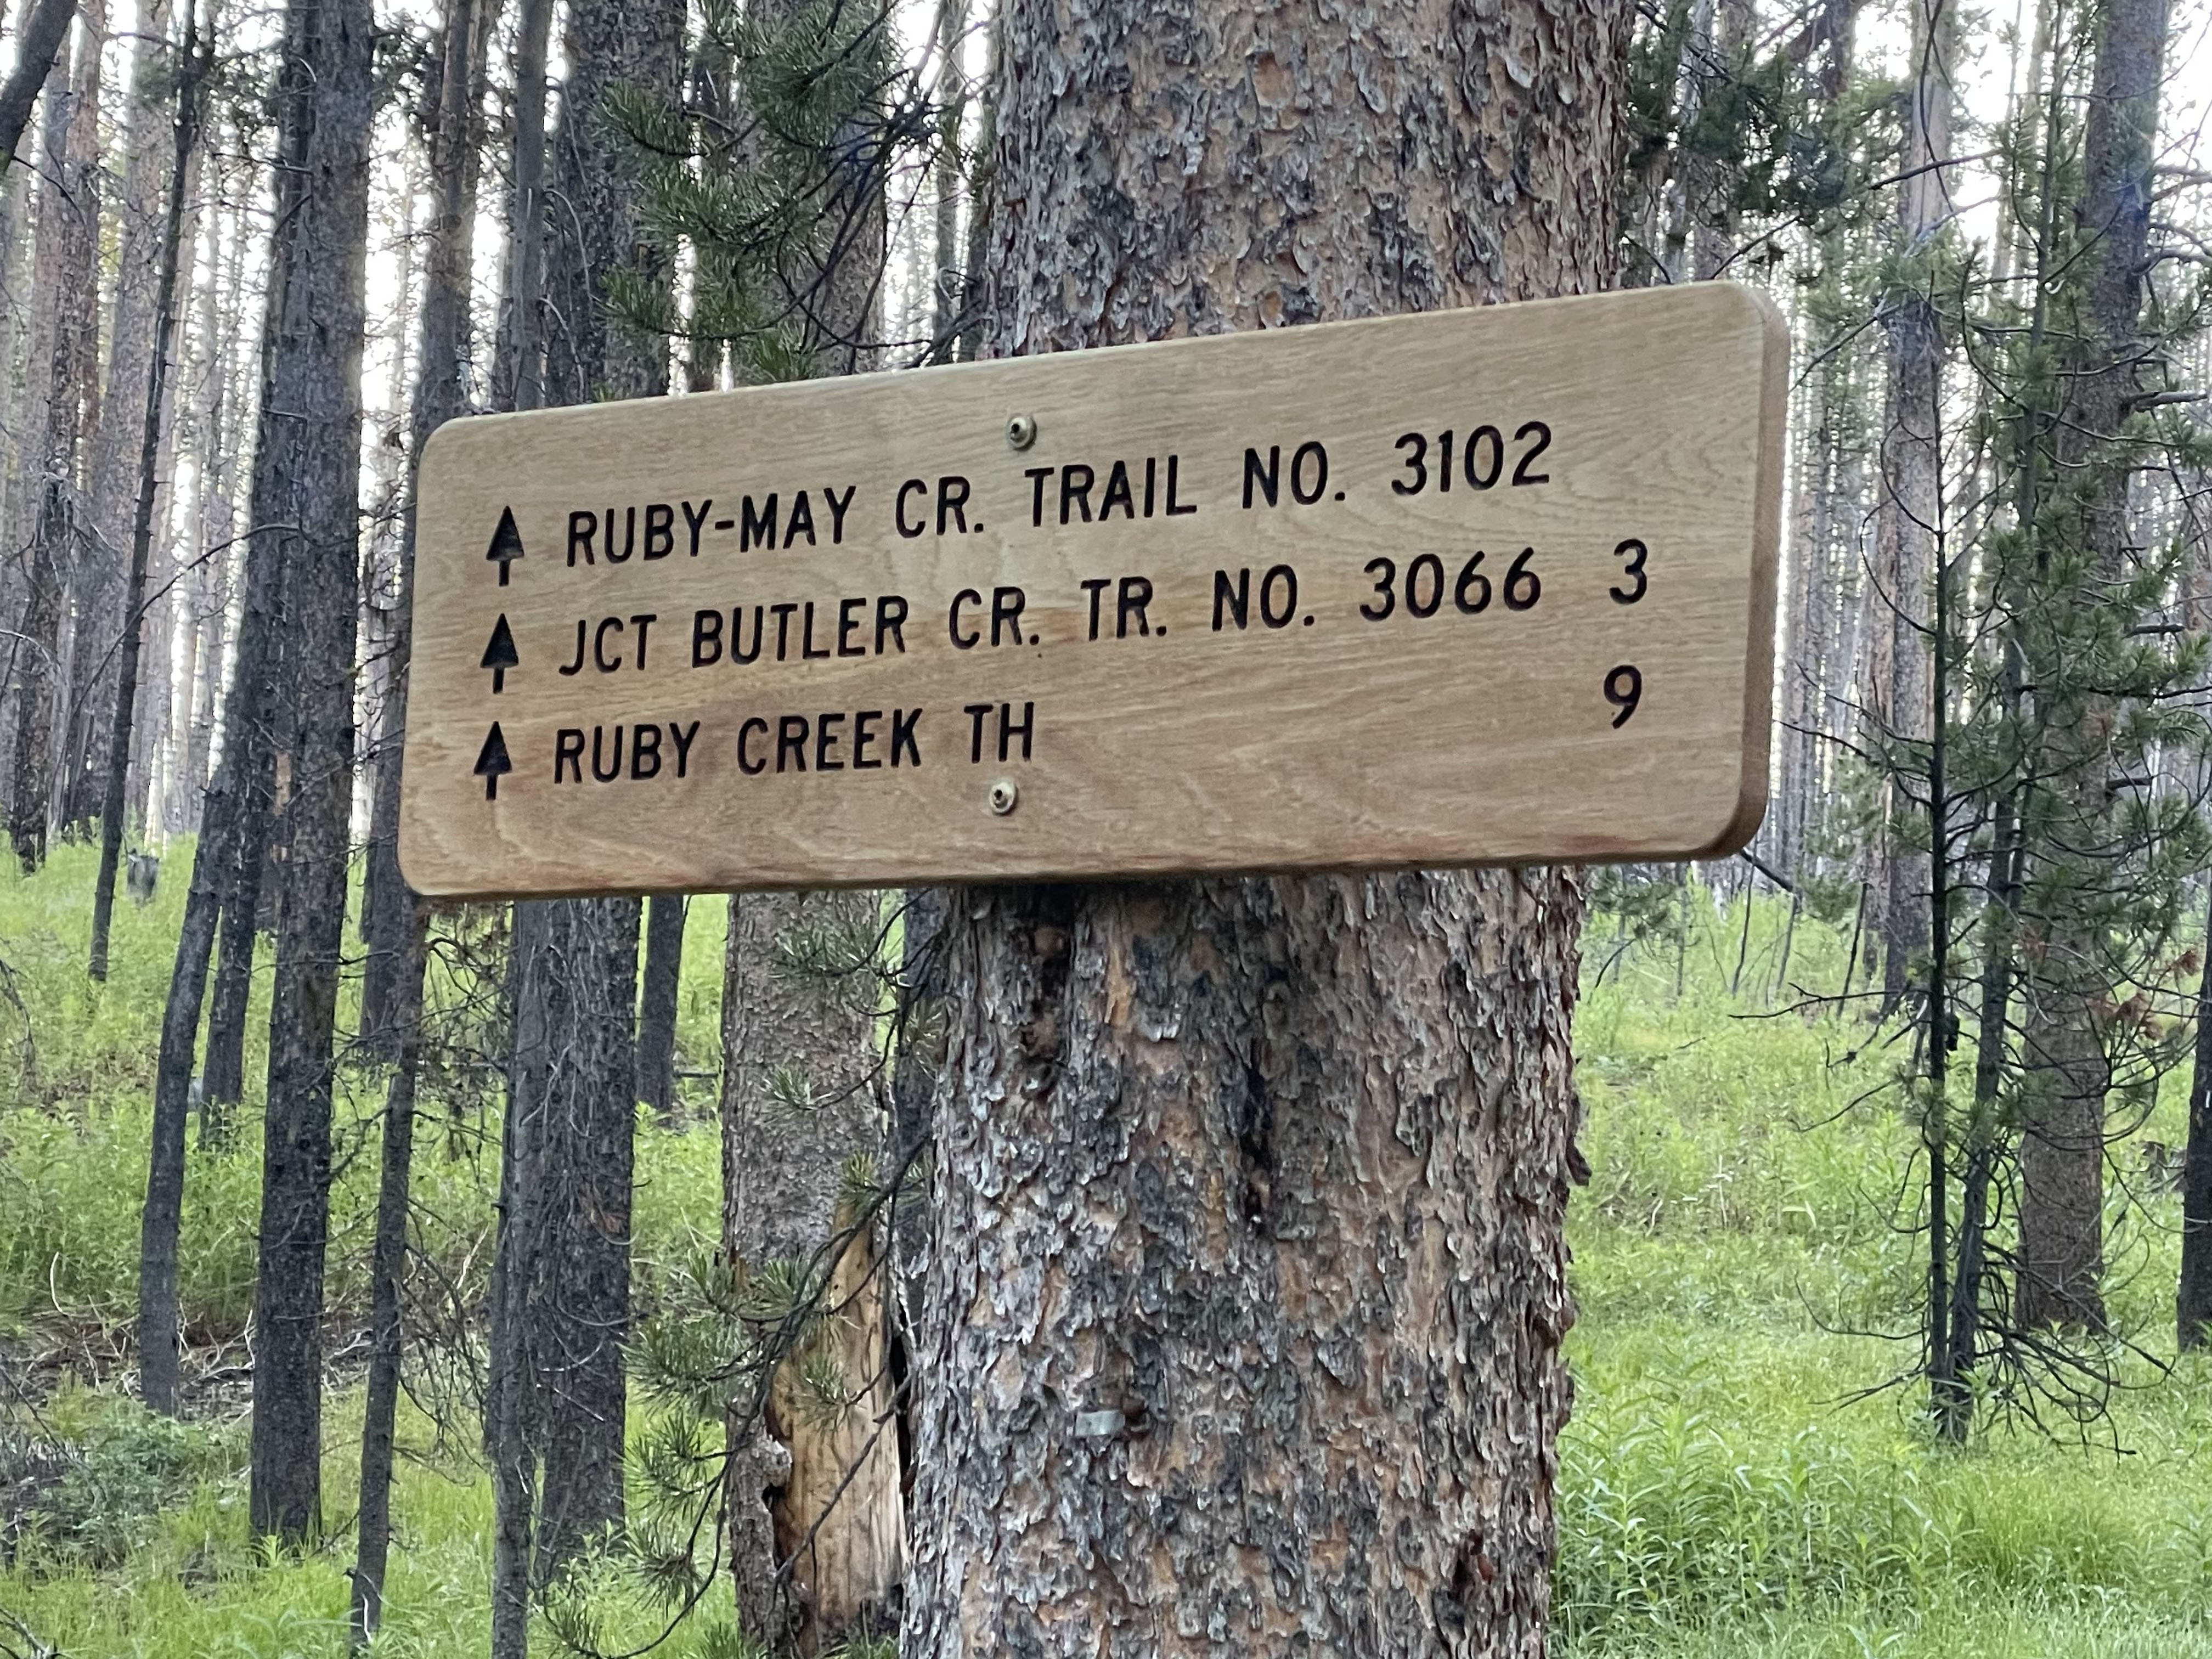 RUBY-MAY CR. TRAIL NO. 3102
JCT BUTLER CR. TR. NO. 3066 3
RUBY CREEK TH 9